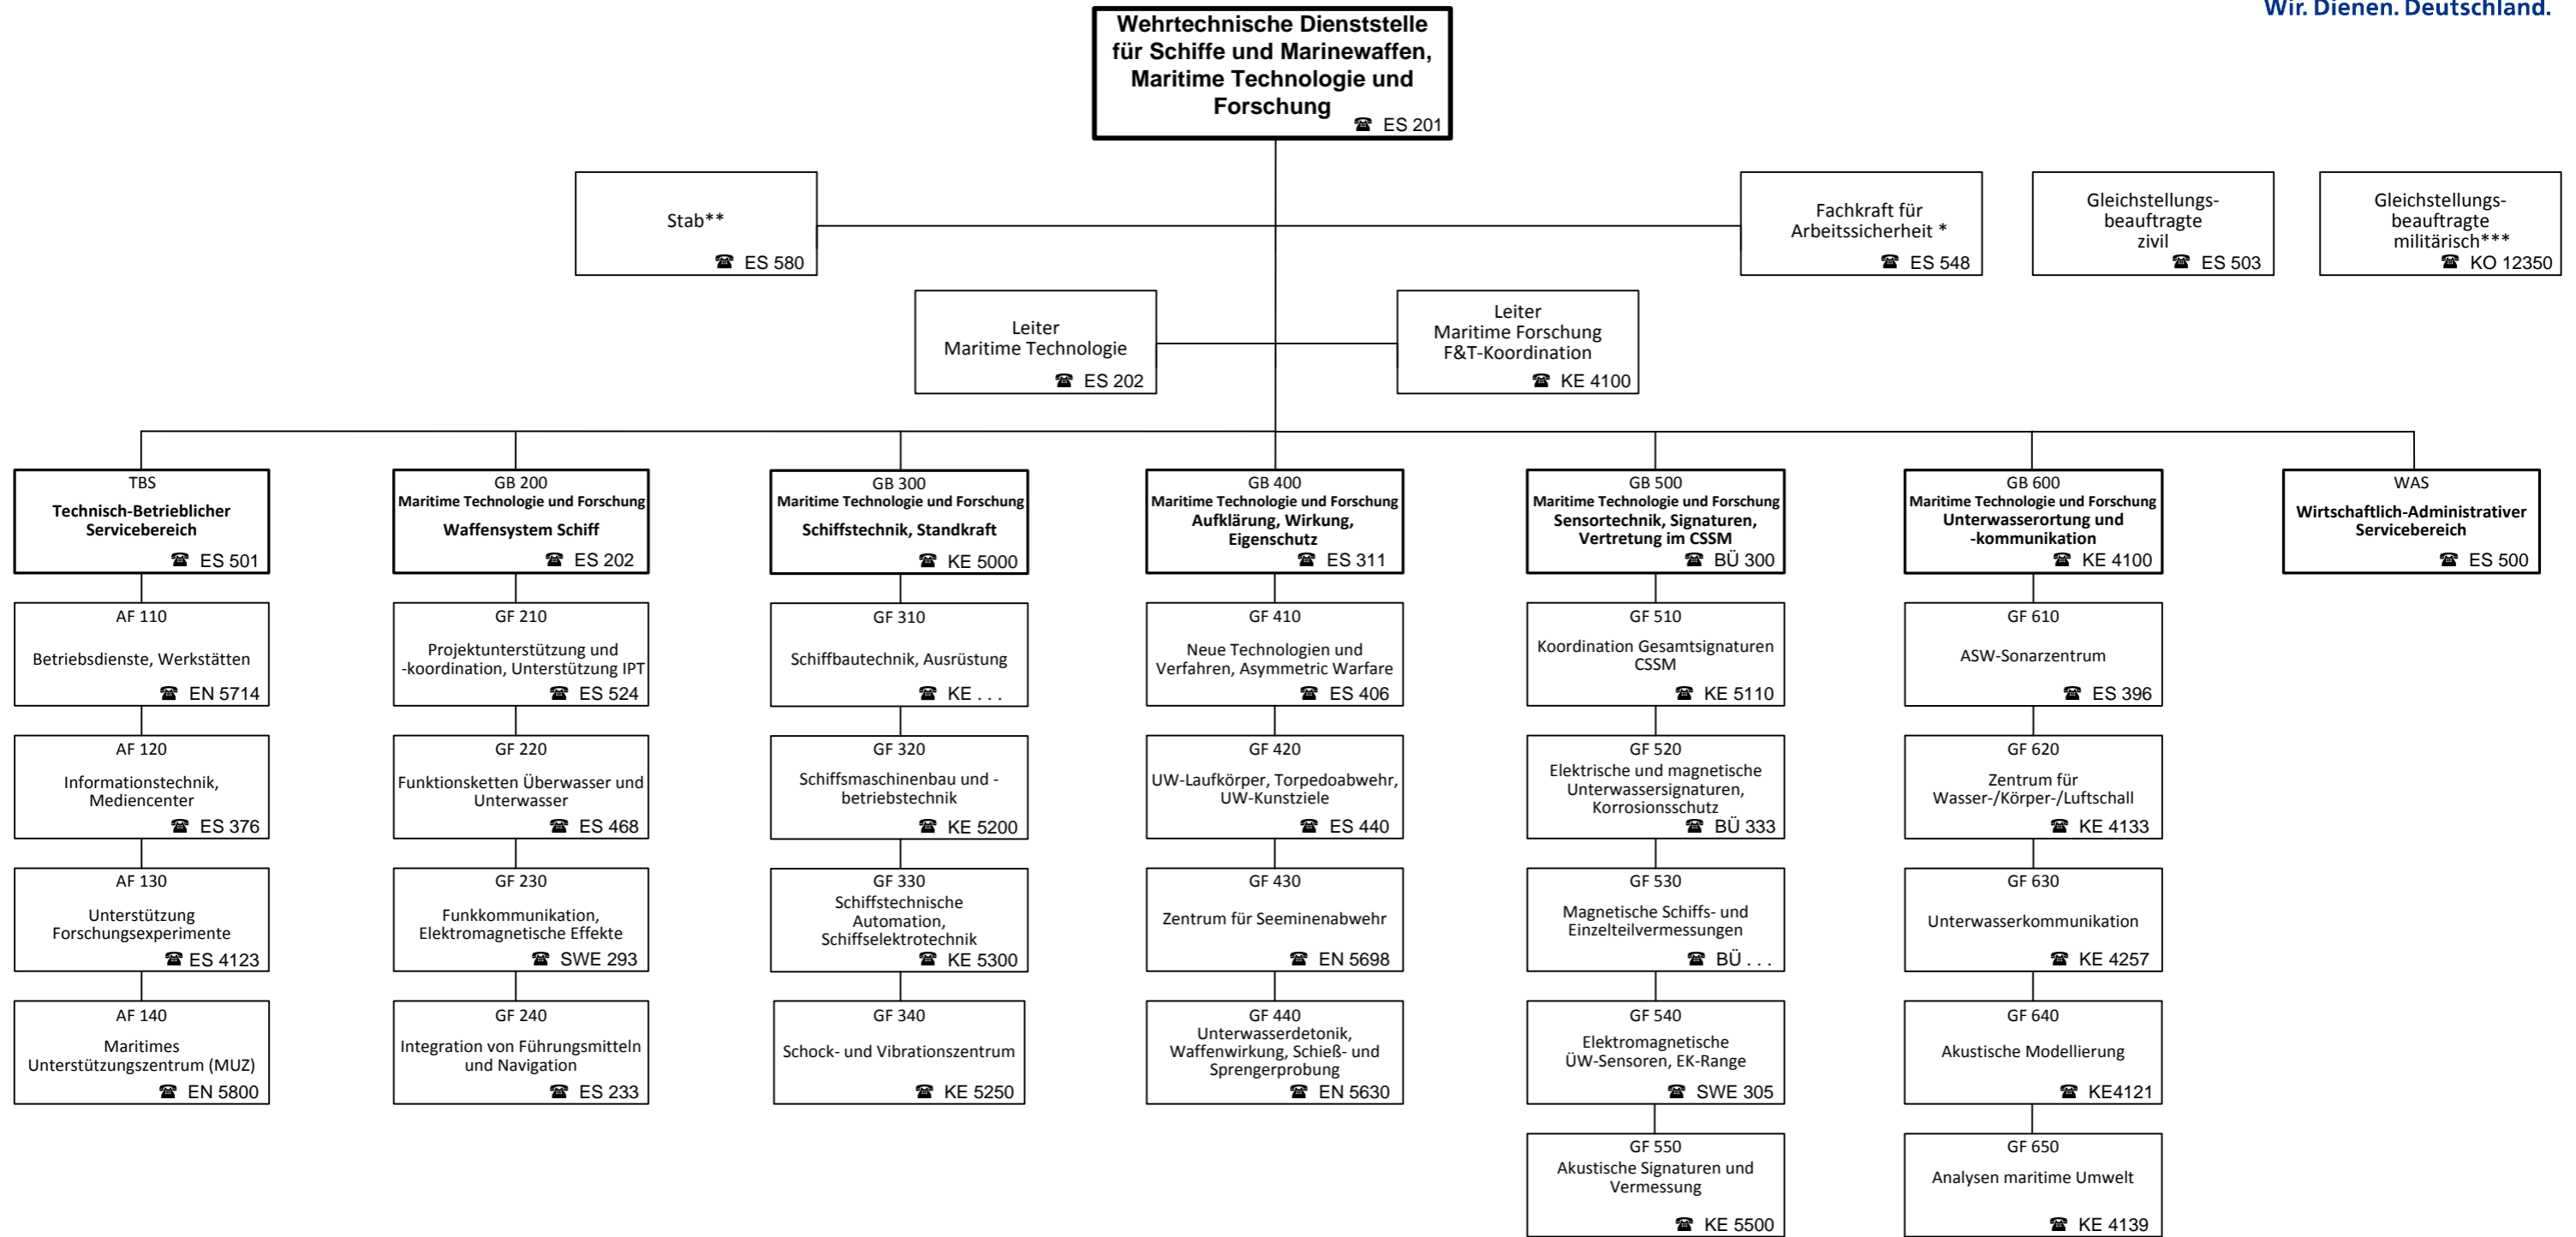 Wir. Dienen. Deutschland.
Wehrtechnische Dienststelle
für Schiffe und Marinewaffen,
Maritime Technologie und
Forschung
☎ ES 201
Stab**
☎ ES 580
Fachkraft für
Arbeitssicherheit *
☎ ES 548
Gleichstellungs-
beauftragte
zivil
☎ ES 503
Gleichstellungs-
beauftragte
militärisch***
☎ KO 12350
Leiter
Maritime Technologie
☎ ES 202
Leiter
Maritime Forschung
F&T-Koordination
☎ KE 4100
TBS
Technisch-Betrieblicher
Servicebereich
☎ ES 501
AF 110
Betriebsdienste, Werkstätten
☎ EN 5714
AF 120
Informationstechnik,
Mediencenter
☎ ES 376
AF 130
Unterstützung
Forschungsexperimente
☎ ES 4123
AF 140
Maritimes
Unterstützungszentrum (MUZ)
☎ EN 5800
GB 200
Maritime Technologie und Forschung
Waffensystem Schiff
☎ ES 202
GF 210
Projektunterstützung und
-koordination, Unterstützung IPT
☎ ES 524
GF 220
Funktionsketten Überwasser und
Unterwasser
☎ ES 468
GF 230
Funkkommunikation,
Elektromagnetische Effekte
☎ SWE 293
GF 240
Integration von Führungsmitteln
und Navigation
☎ ES 233
GB 300
Maritime Technologie und Forschung
Schiffstechnik, Standkraft
☎ KE 5000
GF 310
Schiffbautechnik, Ausrüstung
☎ KE . . .
GF 320
Schiffsmaschinenbau und -
betriebstechnik
☎ KE 5200
GF 330
Schiffstechnische
Automation,
Schiffselektrotechnik
☎ KE 5300
GF 340
Schock- und Vibrationszentrum
☎ KE 5250
GB 400
Maritime Technologie und Forschung
Aufklärung, Wirkung,
Eigenschutz
☎ ES 311
GF 410
Neue Technologien und
Verfahren, Asymmetric Warfare
☎ ES 406
GF 420
UW-Laufkörper, Torpedoabwehr,
UW-Kunstziele
☎ ES 440
GF 430
Zentrum für Seeminenabwehr
☎ EN 5698
GF 440
Unterwasserdetonik,
Waffenwirkung, Schieß- und
Sprengerprobung
☎ EN 5630
GB 500
Maritime Technologie und Forschung
Sensortechnik, Signaturen,
Vertretung im CSSM
☎ BÜ 300
GF 510
Koordination Gesamtsignaturen
CSSM
☎ KE 5110
GF 520
Elektrische und magnetische
Unterwassersignaturen,
Korrosionsschutz
☎ BÜ 333
GF 530
Magnetische Schiffs- und
Einzelteilvermessungen
☎ BÜ . . .
GF 540
Elektromagnetische
ÜW-Sensoren, EK-Range
☎ SWE 305
GF 550
Akustische Signaturen und
Vermessung
☎ KE 5500
GB 600
Maritime Technologie und Forschung
Unterwasserortung und
-kommunikation
☎ KE 4100
GF 610
ASW-Sonarzentrum
☎ ES 396
GF 620
Zentrum für
Wasser-/Körper-/Luftschall
☎ KE 4133
GF 630
Unterwasserkommunikation
☎ KE 4257
GF 640
Akustische Modellierung
☎ KE4121
GF 650
Analysen maritime Umwelt
☎ KE 4139
WAS
Wirtschaftlich-Administrativer
Servicebereich
☎ ES 500